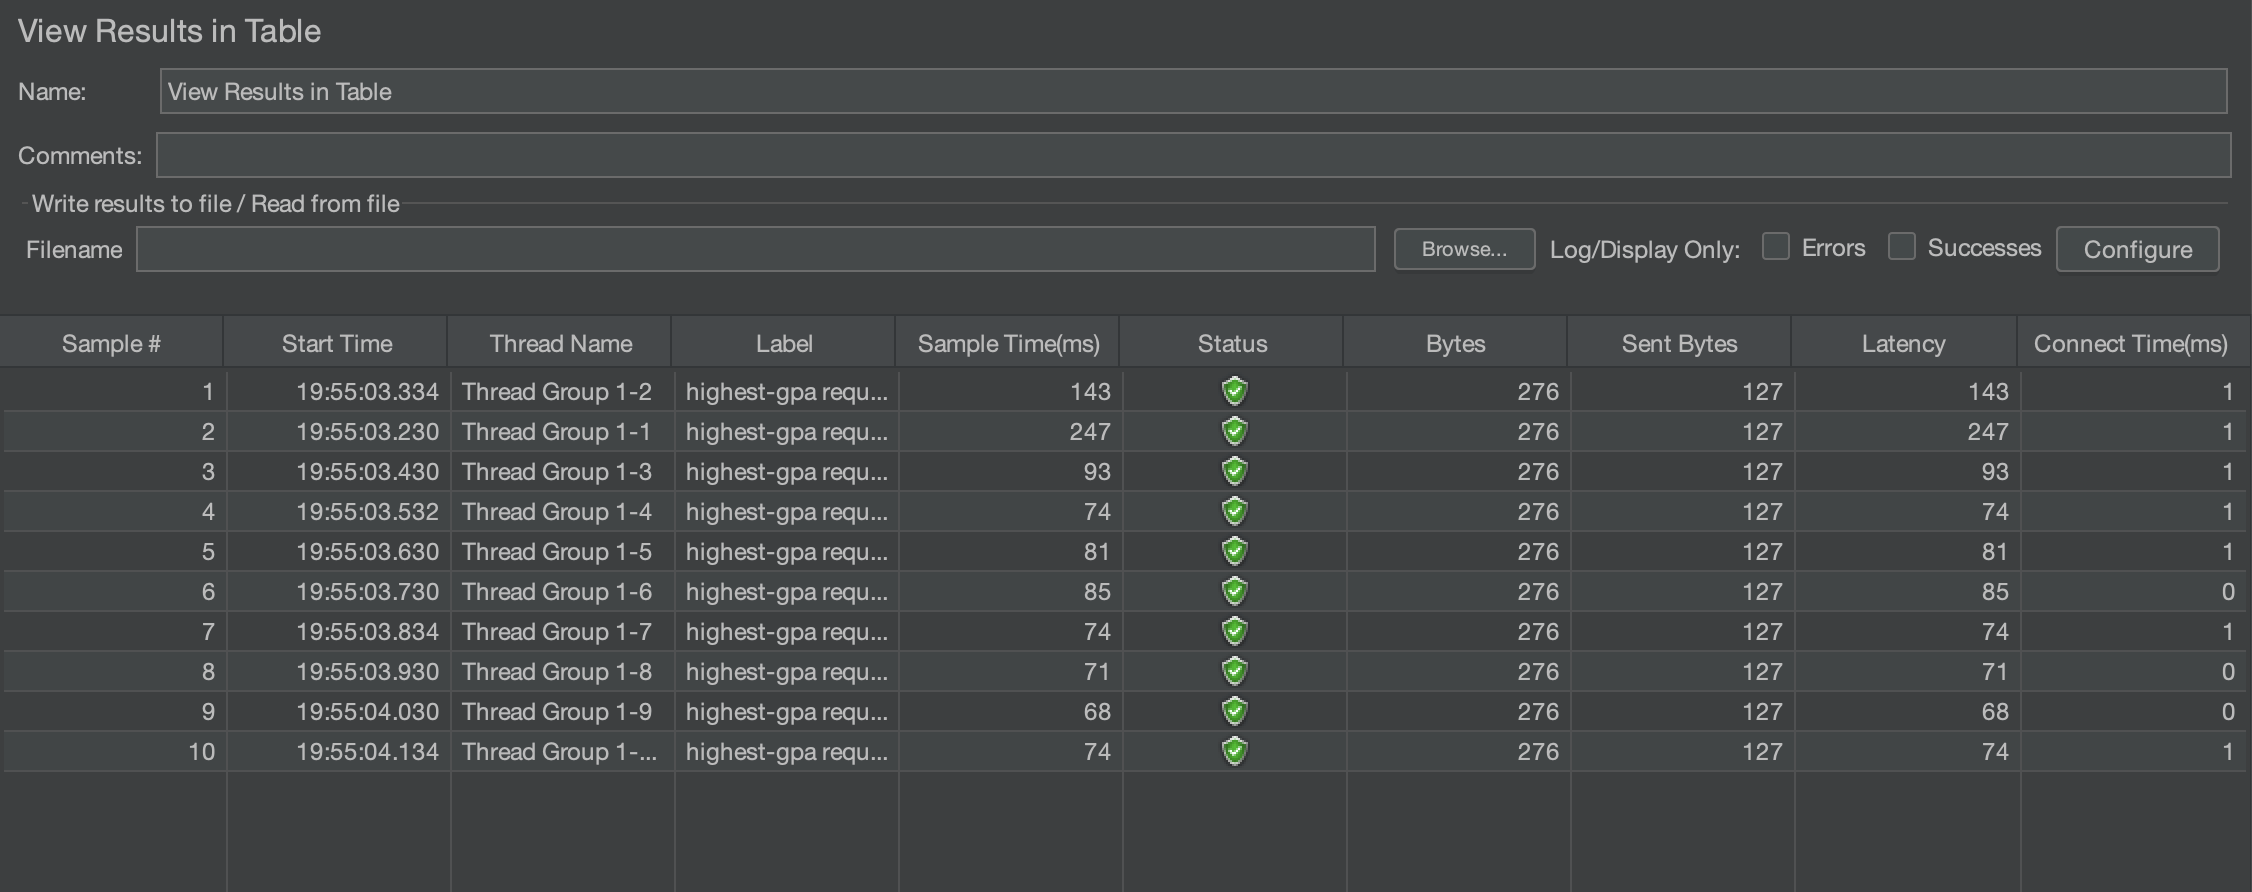 View Results in Table
Name: View Results in Table
Comments:
Write results to file / Read from file
Filename Browse... Log/Display Only: Errors Successes Configure
Sample # Start Time Thread Name Label Sample Time(ms) Status Bytes Sent Bytes Latency Connect Time(ms)
1 19:55:03.334 Thread Group 1-2 highest-gpa requ... 143 276 127 143 1
2 19:55:03.230 Thread Group 1-1 highest-gpa requ... 247 276 127 247 1
3 19:55:03.430 Thread Group 1-3 highest-gpa requ... 93 276 127 93 1
4 19:55:03.532 Thread Group 1-4 highest-gpa requ... 74 276 127 74 1
5 19:55:03.630 Thread Group 1-5 highest-gpa requ... 81 276 127 81 1
6 19:55:03.730 Thread Group 1-6 highest-gpa requ... 85 276 127 85 0
7 19:55:03.834 Thread Group 1-7 highest-gpa requ... 74 276 127 74 1
8 19:55:03.930 Thread Group 1-8 highest-gpa requ... 71 276 127 71 0
9 19:55:04.030 Thread Group 1-9 highest-gpa requ... 68 276 127 68 0
10 19:55:04.134 Thread Group 1-... highest-gpa requ... 74 276 127 74 1